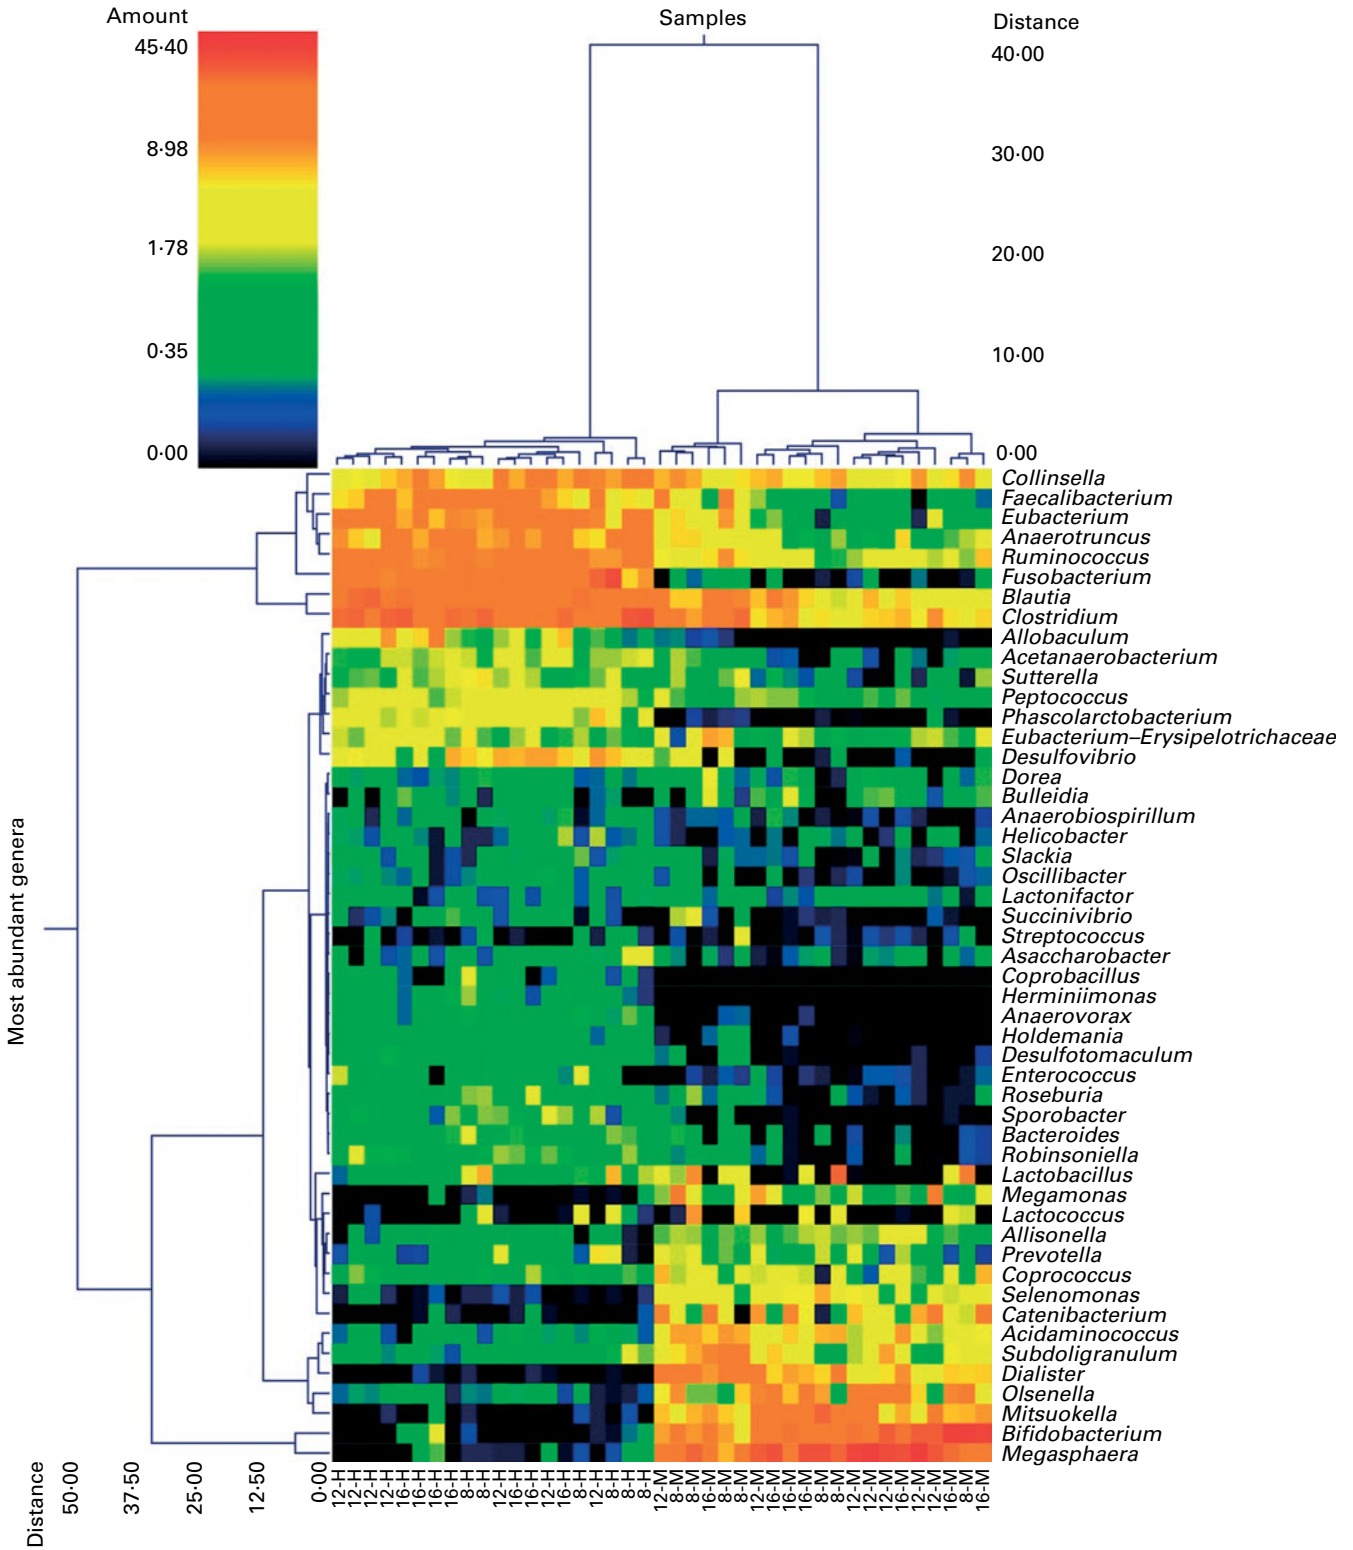 Amount
45·40
8·98
1·78
0·35
0·00
Samples
Distance
40·00
30·00
20·00
10·00
0·00
Collinsella
Faecalibacterium
Eubacterium
Anaerotruncus
Ruminococcus
Fusobacterium
Blautia
Clostridium
Allobaculum
Acetanaerobacterium
Sutterella
Peptococcus
Phascolarctobacterium
Eubacterium–Erysipelotrichaceae
Desulfovibrio
Dorea
Bulleidia
Anaerobiospirillum
Helicobacter
Slackia
Oscillibacter
Lactonifactor
Succinivibrio
Streptococcus
Asaccharobacter
Coprobacillus
Herminiimonas
Anaerovorax
Holdemania
Desulfotomaculum
Enterococcus
Roseburia
Sporobacter
Bacteroides
Robinsoniella
Lactobacillus
Megamonas
Lactococcus
Allisonella
Prevotella
Coprococcus
Selenomonas
Catenibacterium
Acidaminococcus
Subdoligranulum
Dialister
Olsenella
Mitsuokella
Bifidobacterium
Megasphaera
Most abundant genera
Distance
50·00
37·50
25·00
12·50
0·00
12-H
12-H
12-H
12-H
16-H
16-H
16-H
16-H
8-H
8-H
12-H
16-H
16-H
12-H
16-H
8-H
12-H
8-H
8-H
8-H
12-M
8-M
8-M
16-M
8-M
8-M
12-M
16-M
16-M
16-M
8-M
8-M
12-M
12-M
12-M
16-M
12-M
12-M
16-M
8-M
16-M